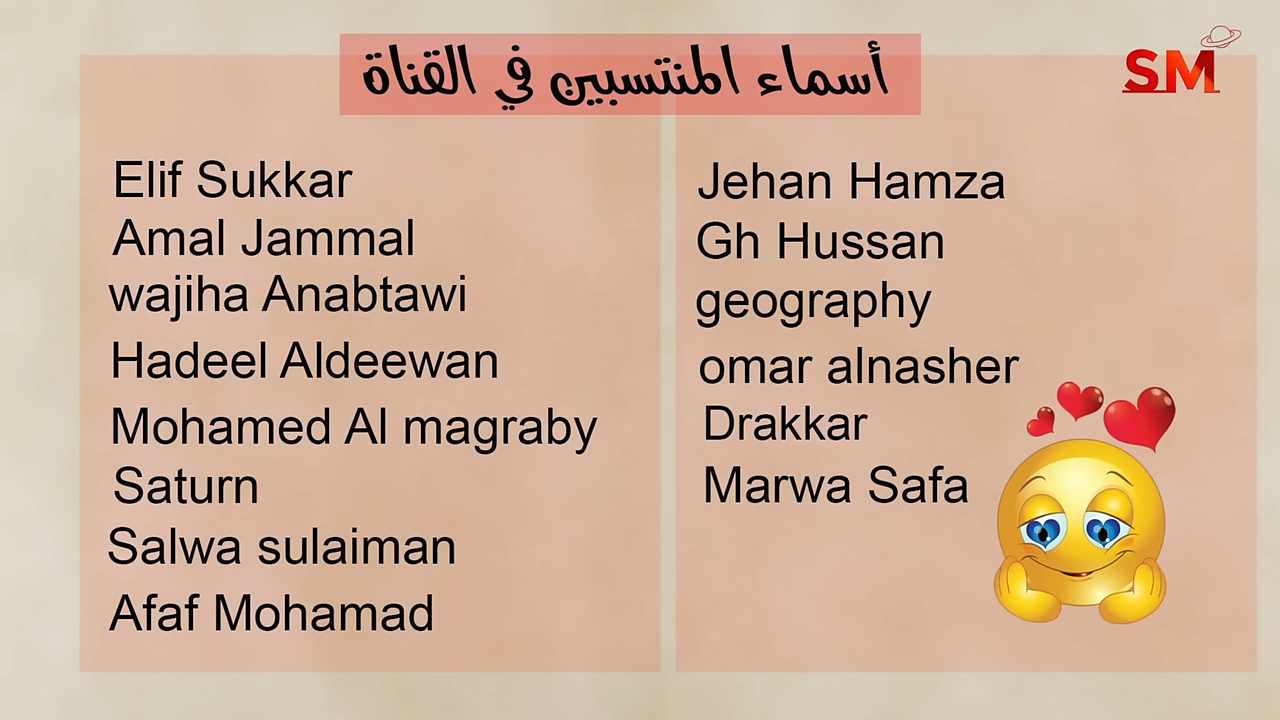 أسماء المنتسبين في القناة
SM
Elif Sukkar
Amal Jammal
wajiha Anabtawi
Hadeel Aldeewan
Mohamed Al magraby
Saturn
Salwa sulaiman
Afaf Mohamad
Jehan Hamza
Gh Hussan
geography
omar alnasher
Drakkar
Marwa Safa